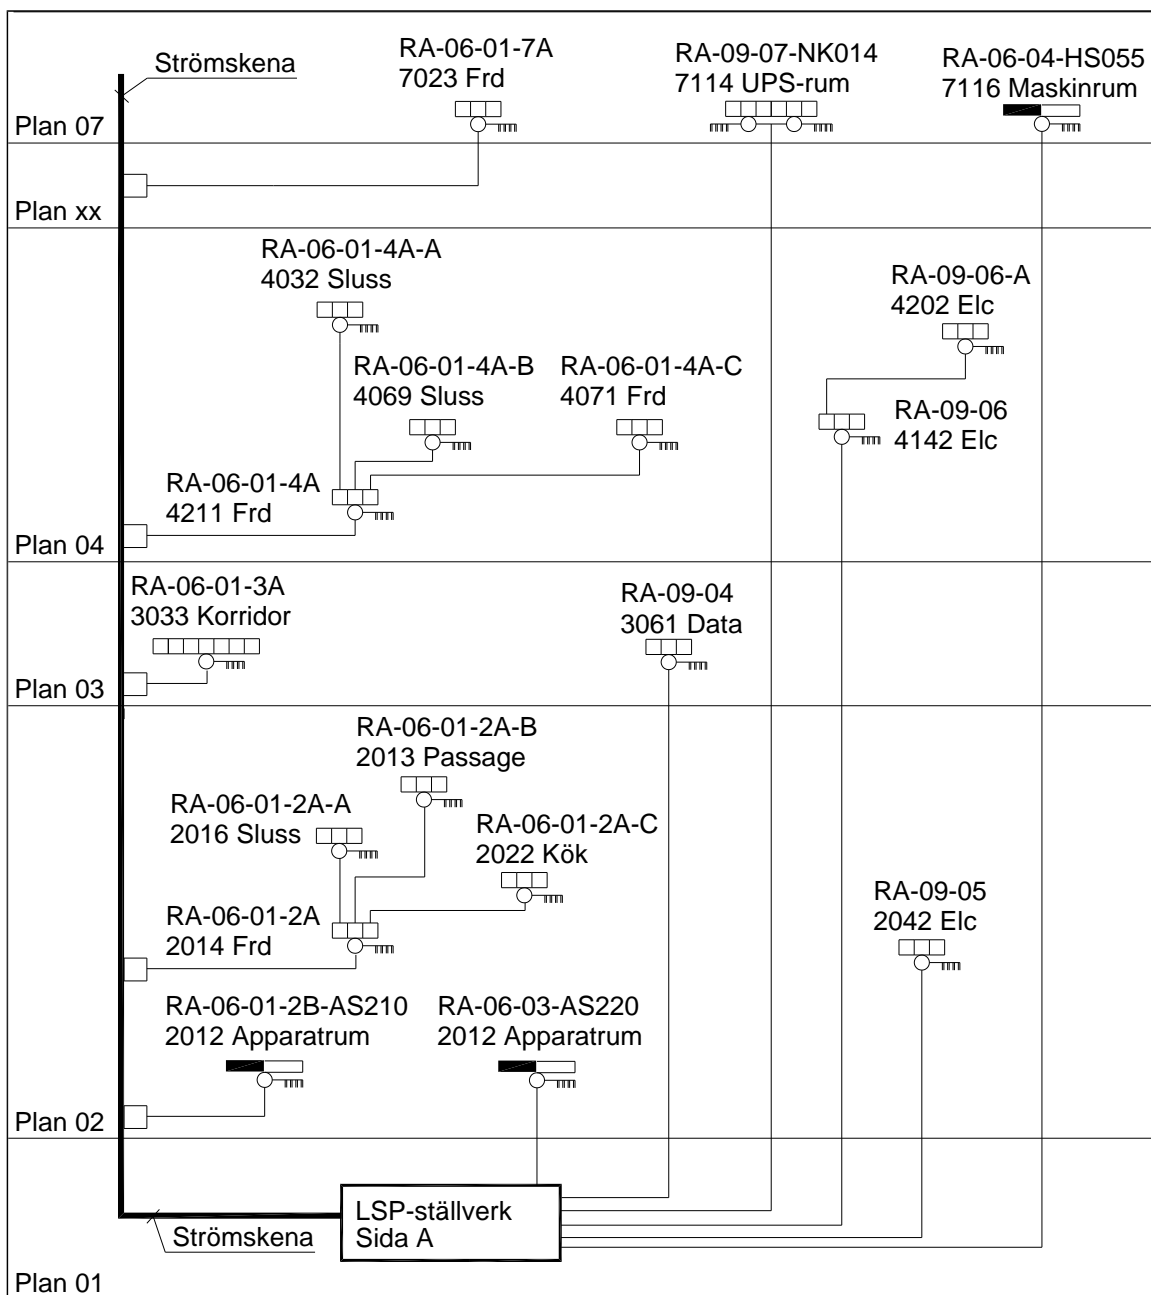 Strömskena
RA-06-01-7A
7023 Frd
RA-09-07-NK014
7114 UPS-rum
RA-06-04-HS055
7116 Maskinrum
Plan 07
Plan xx
RA-06-01-4A-A
4032 Sluss
RA-09-06-A
4202 Elc
RA-06-01-4A-B
4069 Sluss
RA-06-01-4A-C
4071 Frd
RA-09-06
4142 Elc
RA-06-01-4A
4211 Frd
Plan 04
RA-06-01-3A
3033 Korridor
RA-09-04
3061 Data
Plan 03
RA-06-01-2A-B
2013 Passage
RA-06-01-2A-A
2016 Sluss
RA-06-01-2A-C
2022 Kök
RA-09-05
2042 Elc
RA-06-01-2A
2014 Frd
RA-06-01-2B-AS210
2012 Apparatrum
RA-06-03-AS220
2012 Apparatrum
Plan 02
LSP-ställverk
Sida A
Strömskena
Plan 01